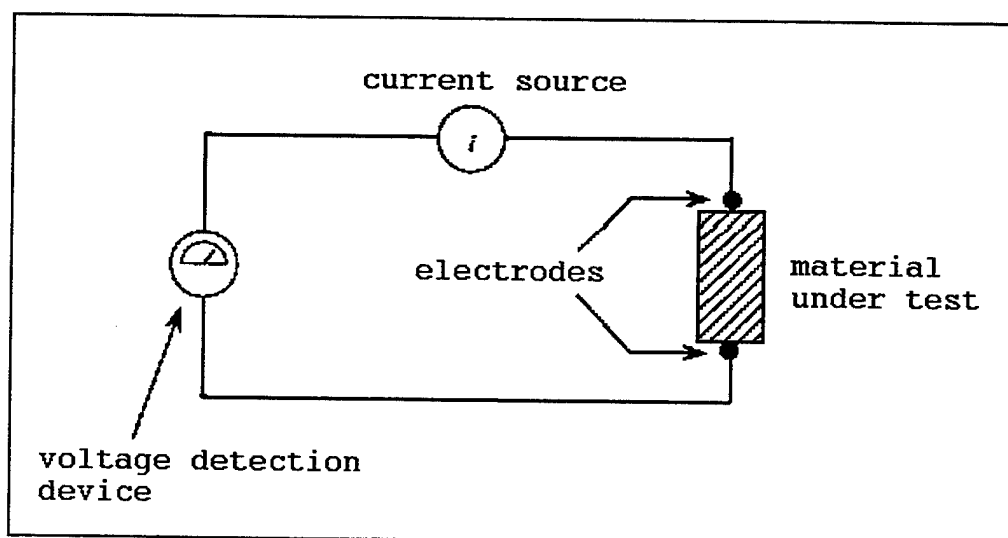 current source
i
electrodes
material
under test
voltage detection
device